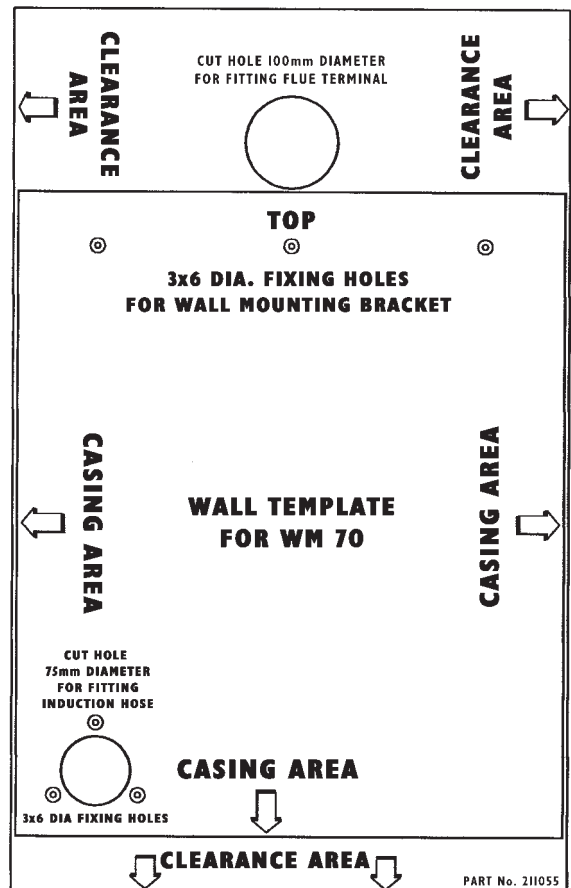 CLEARANCE
AREA
CUT HOLE 100mm DIAMETER
FOR FITTING FLUE TERMINAL
CLEARANCE
AREA
TOP
3x6 DIA. FIXING HOLES
FOR WALL MOUNTING BRACKET
CASING AREA
WALL TEMPLATE
FOR WM 70
CASING AREA
CUT HOLE
75mm DIAMETER
FOR FITTING
INDUCTION HOSE
3x6 DIA FIXING HOLES
CASING AREA
CLEARANCE AREA
PART No. 211055